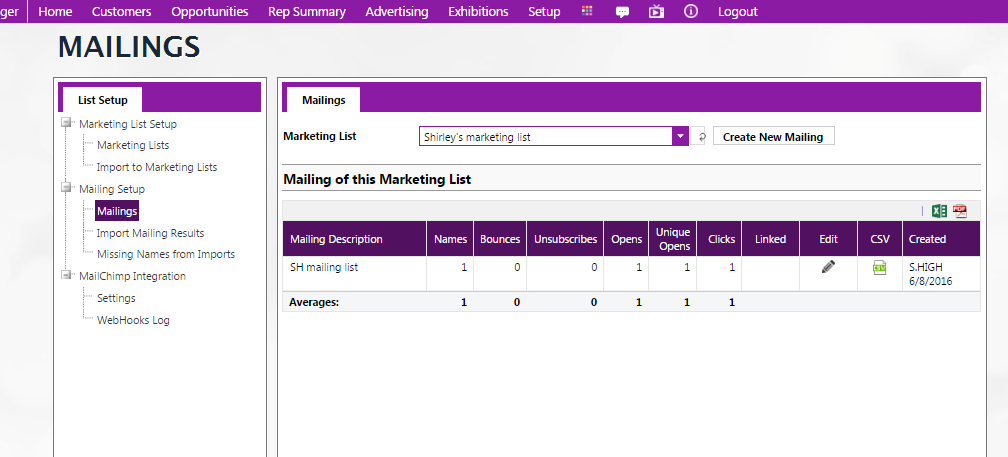 ger Home Customers Opportunities Rep Summary Advertising Exhibitions Setup Logout
MAILINGS
List Setup
Marketing List Setup
Marketing Lists
Import to Marketing Lists
Mailing Setup
Mailings
Import Mailing Results
Missing Names from Imports
MailChimp Integration
Settings
WebHooks Log
Mailings
Marketing List Shirley's marketing list Create New Mailing
Mailing of this Marketing List
PDF
Mailing Description Names Bounces Unsubscribes Opens Unique Opens Clicks Linked Edit CSV Created
SH mailing list 1 0 0 1 1 1 CSV S.HIGH
6/8/2016
Averages: 1 0 0 1 1 1